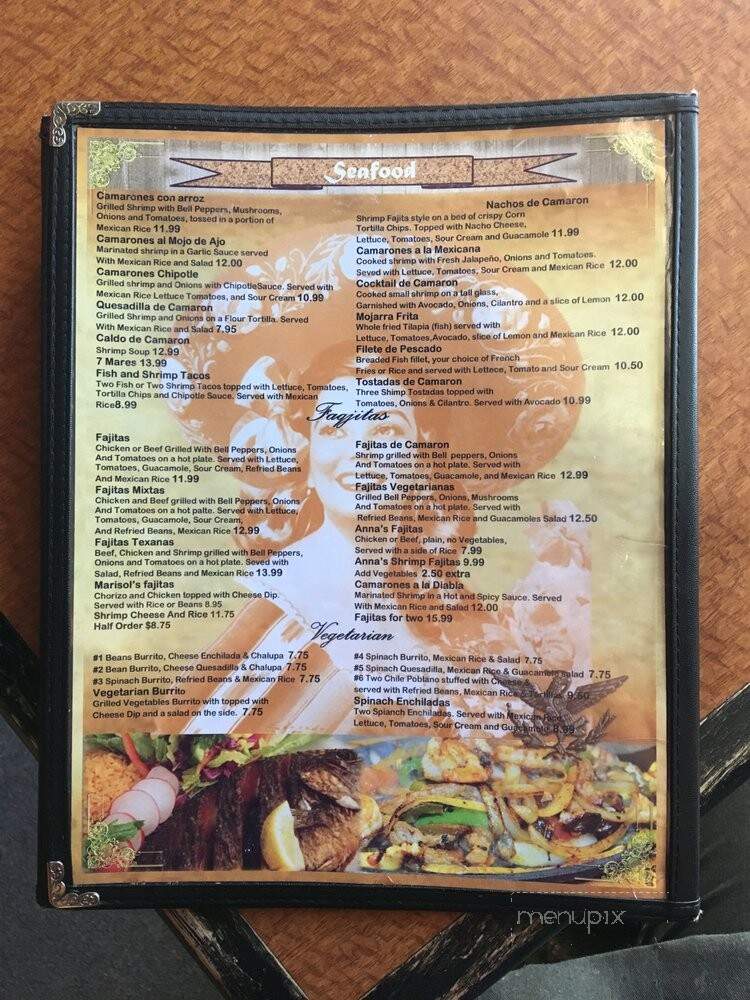 Seafood
Camarones con arroz
Grilled Shrimp with Bell Peppers, Mushrooms,
Onions and Tomatoes, tossed in a portion of
Mexican Rice 11.99
Camarones al Mojo de Ajo
Marinated shrimp in a Garlic Sauce served
With Mexican Rice and Salad 12.00
Camarones Chipotle
Grilled shrimp and Onions with ChipotleSauce. Served with
Mexican Rice Lettuce Tomatoes, and Sour Cream 10.99
Quesadilla de Camaron
Grilled Shrimp and Onions on a Flour Tortilla. Served
With Mexican Rice and Salad 7.95
Caldo de Camaron
Shrimp Soup 12.99
7 Mares 13.99
Fish and Shrimp Tacos
Two Fish or Two Shrimp Tacos topped with Lettuce, Tomatoes,
Tortilla Chips and Chipotle Sauce. Served with Mexican
Rice8.99
Nachos de Camaron
Shrimp Fajita style on a bed of crispy Corn
Tortilla Chips. Topped with Nacho Cheese,
Lettuce, Tomatoes, Sour Cream and Guacamole 11.99
Camarones a la Mexicana
Cooked shrimp with Fresh Jalapeño, Onions and Tomatoes.
Seved with Lettuce, Tomatoes, Sour Cream and Mexican Rice 12.00
Cocktail de Camaron
Cooked small shrimp on a tall glass,
Garnished with Avocado, Onions, Cilantro and a slice of Lemon 12.00
Mojarra Frita
Whole fried Tilapia (fish) served with
Lettuce, Tomatoes,Avocado, slice of Lemon and Mexican Rice 12.00
Filete de Pescado
Breaded Fish fillet, your choice of French
Fries or Rice and served with Lettece, Tomato and Sour Cream 10.50
Tostadas de Camaron
Three Shimp Tostadas topped with
Tomatoes, Onions & Cilantro. Served with Avocado 10.99
Faqjitas
Fajitas
Chicken or Beef Grilled With Bell Peppers, Onions
And Tomatoes on a hot plate. Served with Lettuce,
Tomatoes, Guacamole, Sour Cream, Refried Beans
And Mexican Rice 11.99
Fajitas Mixtas
Chicken and Beef grilled with Bell Peppers, Onions
And Tomatoes on a hot palte. Served with Lettuce,
Tomatoes, Guacamole, Sour Cream,
And Refried Beans, Mexican Rice 12.99
Fajitas Texanas
Beef, Chicken and Shrimp grilled with Bell Peppers,
Onions and Tomatoes on a hot plate. Seved with
Salad, Refried Beans and Mexican Rice 13.99
Marisol's fajitas
Chorizo and Chicken topped with Cheese Dip.
Served with Rice or Beans 8.95
Shrimp Cheese And Rice 11.75
Half Order $8.75
Fajitas de Camaron
Shrimp grilled with Bell peppers, Onions
And Tomatoes on a hot plate. Served with
Lettuce, Tomatoes, Guacamole, and Mexican Rice 12.99
Fajitas Vegetarianas
Grilled Bell Peppers, Onions, Mushrooms
And Tomatoes on a hot plate. Served with
Refried Beans, Mexican Rice and Guacamoles Salad 12.50
Anna's Fajitas
Chicken or Beef, plain, no Vegetables,
Served with a side of Rice 7.99
Anna's Shrimp Fajitas 9.99
Add Vegetables 2.50 extra
Camarones a la Diabla
Marinated Shrimp in a Hot and Spicy Sauce. Served
With Mexican Rice and Salad 12.00
Fajitas for two 15.99
Vegetarian
#1 Beans Burrito, Cheese Enchilada & Chalupa 7.75
#2 Bean Burrito, Cheese Quesadilla & Chalupa 7.75
#3 Spinach Burrito, Refried Beans & Mexican Rice 7.75
Vegetarian Burrito
Grilled Vegetables Burrito with topped with
Cheese Dip and a salad on the side. 7.75
#4 Spinach Burrito, Mexican Rice & Salad 7.75
#5 Spinach Quesadilla, Mexican Rice & Guacamole salad 7.75
#6 Two Chile Poblano stuffed with Cheese &
served with Refried Beans, Mexican Rice & Tortillas 9.50
Spinach Enchiladas
Two Spianch Enchiladas. Served with Mexican Rice,
Lettuce, Tomatoes, Sour Cream and Guacamole 8.99
menupix